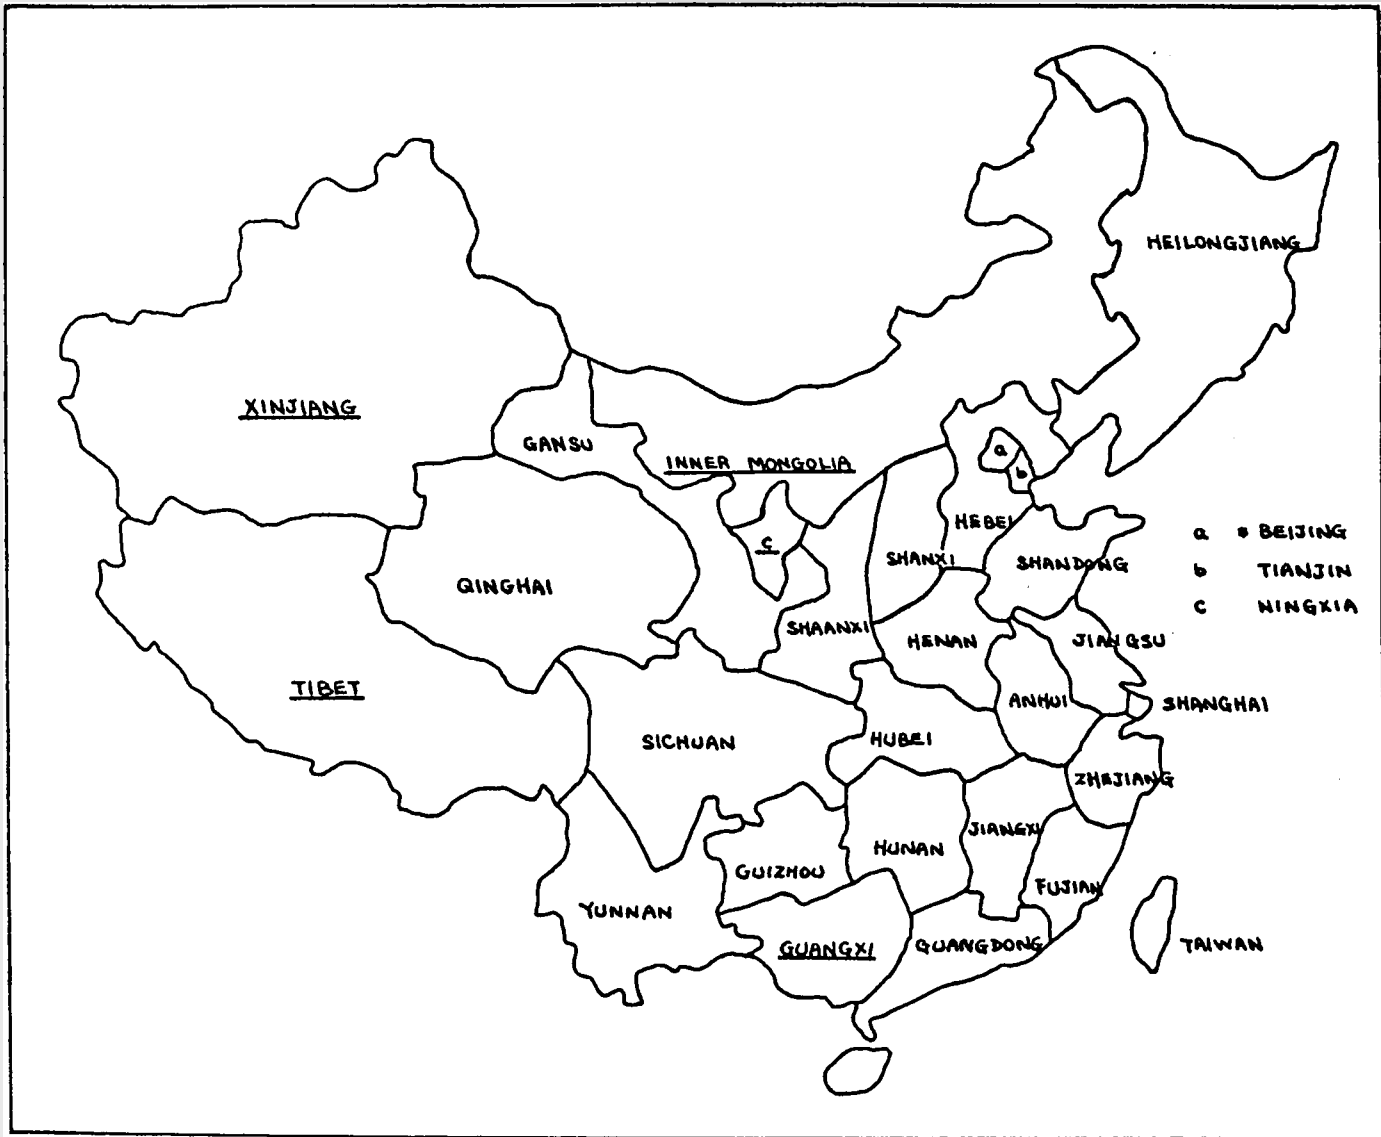 HEILONGJIANG
XINJIANG
GANSU
INNER MONGOLIA
a
b
HEBEI
a * BEIJING
c
SHANXI
SHANDONG
b TIANJIN
QINGHAI
C NINGXIA
SHAANXI
HENAN
JIANGSU
TIBET
ANHUI
SHANGHAI
SICHUAN
HUBEI
ZHEJIANG
JIANGXI
HUNAN
GUIZHOU
FUJIAN
YUNNAN
GUANGXI
GUANGDONG
TAIWAN